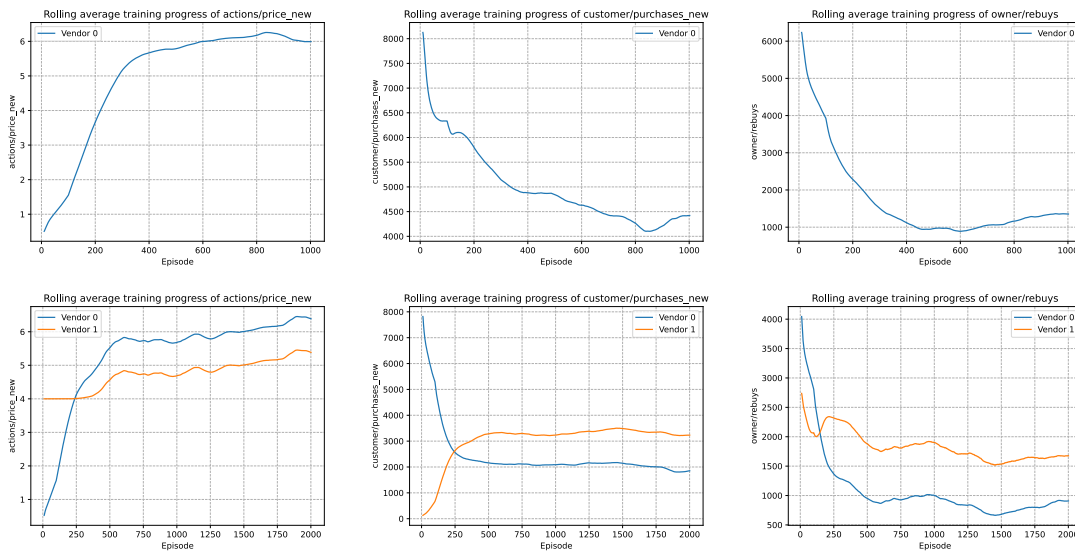 Rolling average training progress of actions/price_new
Vendor 0
actions/price_new
6
5
4
3
2
1
0 200 400 600 800 1000
Episode
Rolling average training progress of customer/purchases_new
Vendor 0
customer/purchases_new
8000
7500
7000
6500
6000
5500
5000
4500
4000
0 200 400 600 800 1000
Episode
Rolling average training progress of owner/rebuys
Vendor 0
owner/rebuys
6000
5000
4000
3000
2000
1000
0 200 400 600 800 1000
Episode
Rolling average training progress of actions/price_new
Vendor 0
Vendor 1
actions/price_new
6
5
4
3
2
1
0 250 500 750 1000 1250 1500 1750 2000
Episode
Rolling average training progress of customer/purchases_new
Vendor 0
Vendor 1
customer/purchases_new
8000
7000
6000
5000
4000
3000
2000
1000
0
0 250 500 750 1000 1250 1500 1750 2000
Episode
Rolling average training progress of owner/rebuys
Vendor 0
Vendor 1
owner/rebuys
4000
3500
3000
2500
2000
1500
1000
500
0 250 500 750 1000 1250 1500 1750 2000
Episode